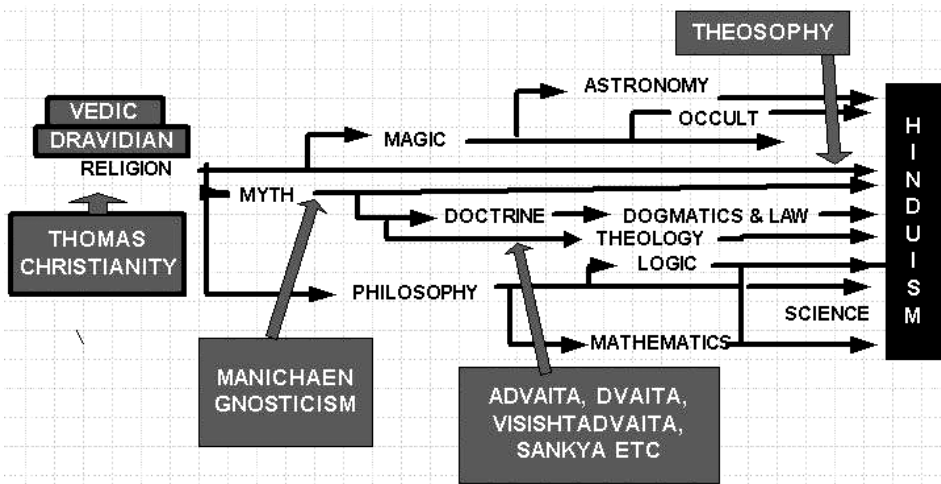 THEOSOPHY
ASTRONOMY
VEDIC
OCCULT
DRAVIDIAN
MAGIC
RELIGION
MYTH
DOCTRINE
DOGMATICS & LAW
THOMAS
CHRISTIANITY
THEOLOGY
LOGIC
PHILOSOPHY
SCIENCE
MATHEMATICS
HINDUISM
MANICHAEN
GNOSTICISM
ADVAITA, DVAITA,
VISISHTADVAITA,
SANKYA ETC